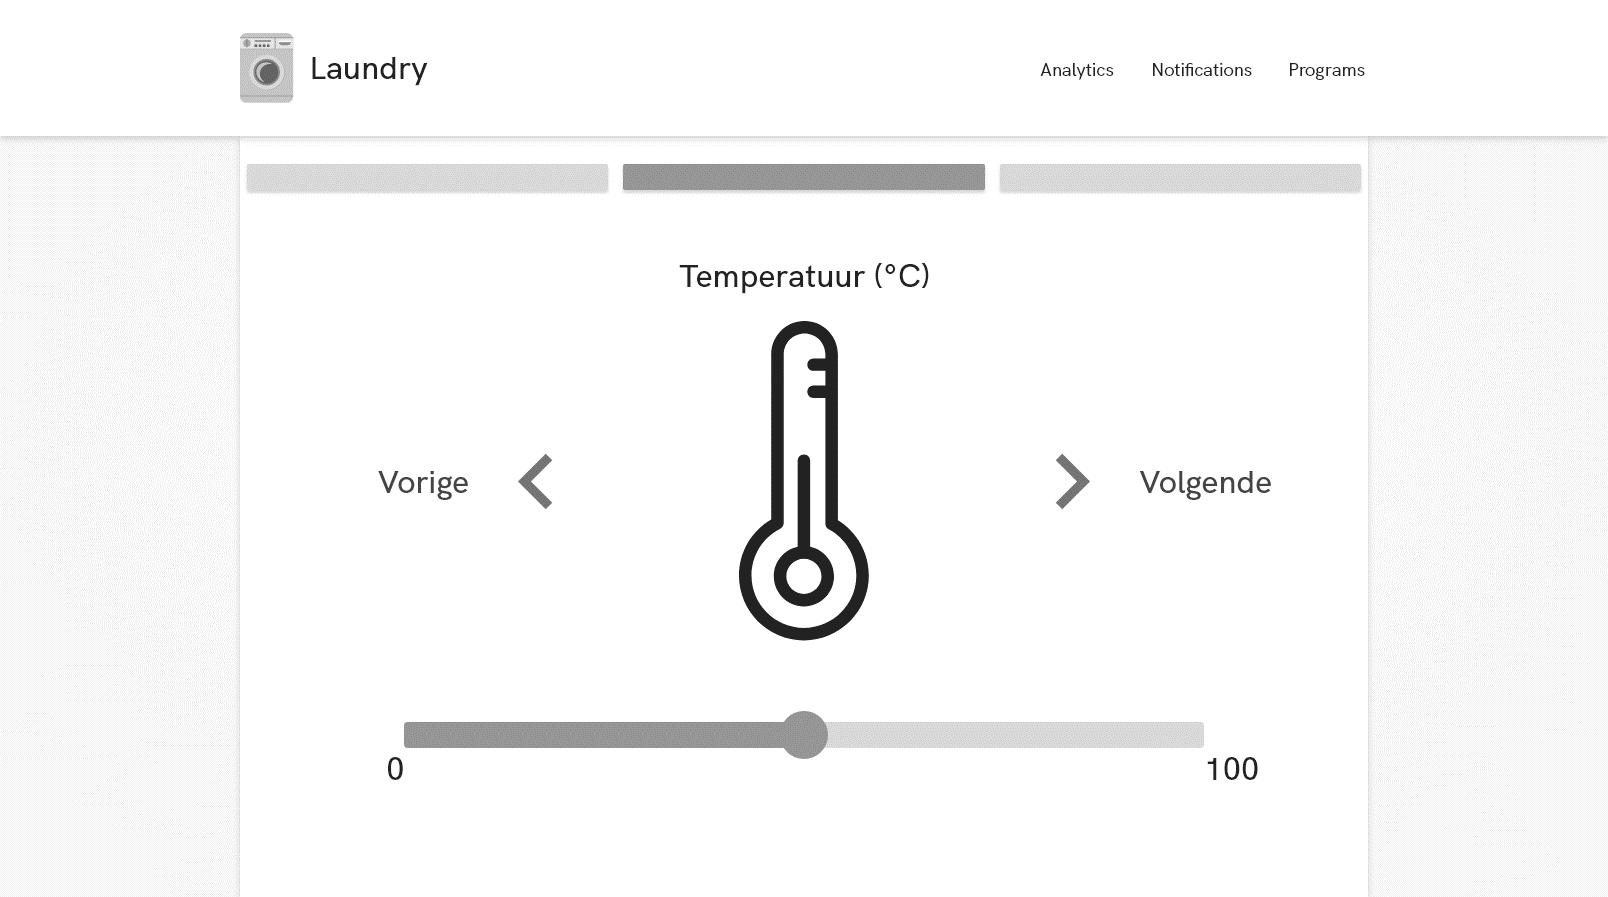 Laundry
Analytics
Notifications
Programs
Temperatuur (°C)
Vorige
Volgende
0
100